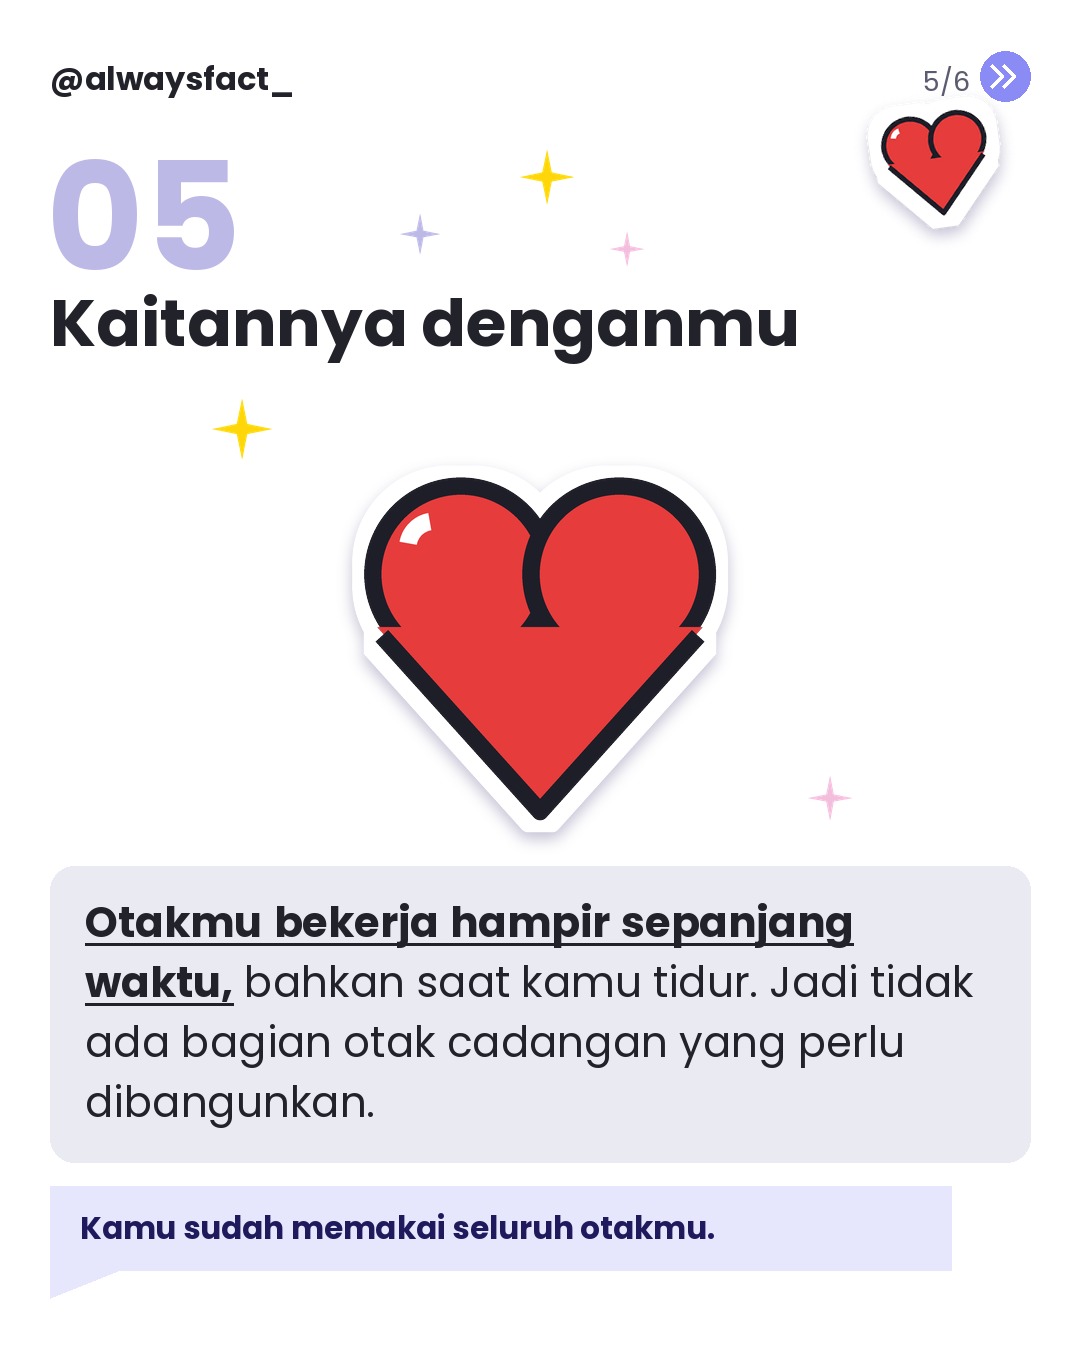 @alwaysfact_
5/6
05
Kaitannya denganmu
Otakmu bekerja hampir sepanjang
waktu, bahkan saat kamu tidur. Jadi tidak
ada bagian otak cadangan yang perlu
dibangunkan.
Kamu sudah memakai seluruh otakmu.